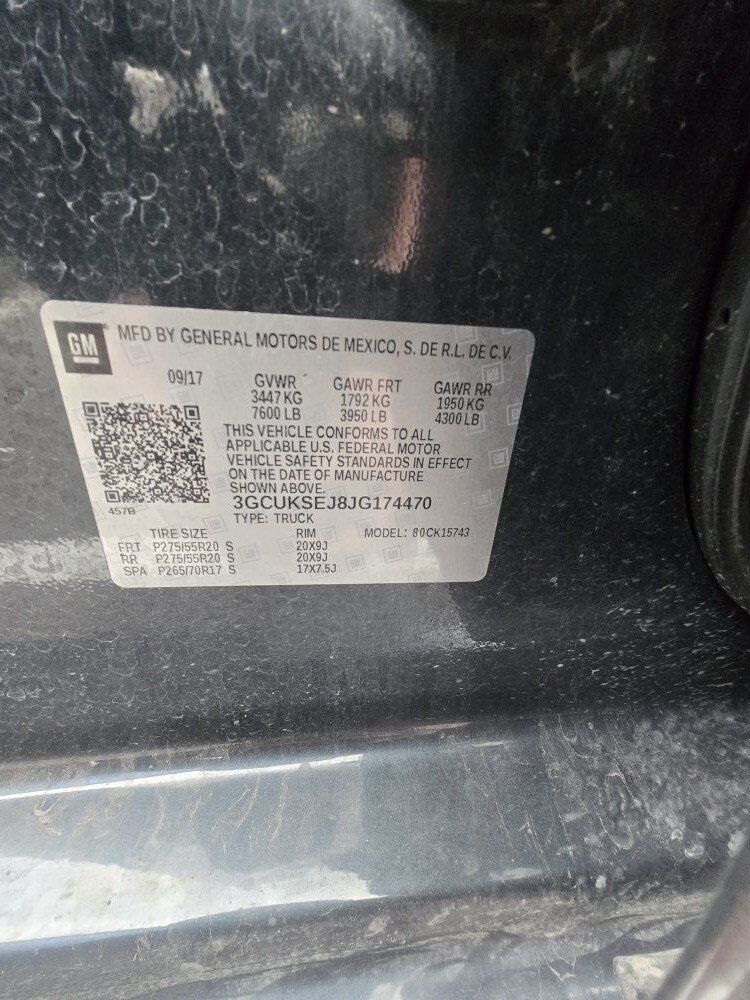 GM
MFD BY GENERAL MOTORS DE MEXICO, S. DE R.L. DE C.V.
09/17 GVWR GAWR FRT GAWR RR
3447 KG 1792 KG 1950 KG
7600 LB 3950 LB 4300 LB
THIS VEHICLE CONFORMS TO ALL
APPLICABLE U.S. FEDERAL MOTOR
VEHICLE SAFETY STANDARDS IN EFFECT
ON THE DATE OF MANUFACTURE
SHOWN ABOVE.
3GCUKSEJ8JG174470
457B
TYPE: TRUCK
TIRE SIZE RIM MODEL: 80CK15743
FRT P275/55R20 S 20X9J
RR P275/55R20 S 20X9J
SPA P265/70R17 S 17X7.5J